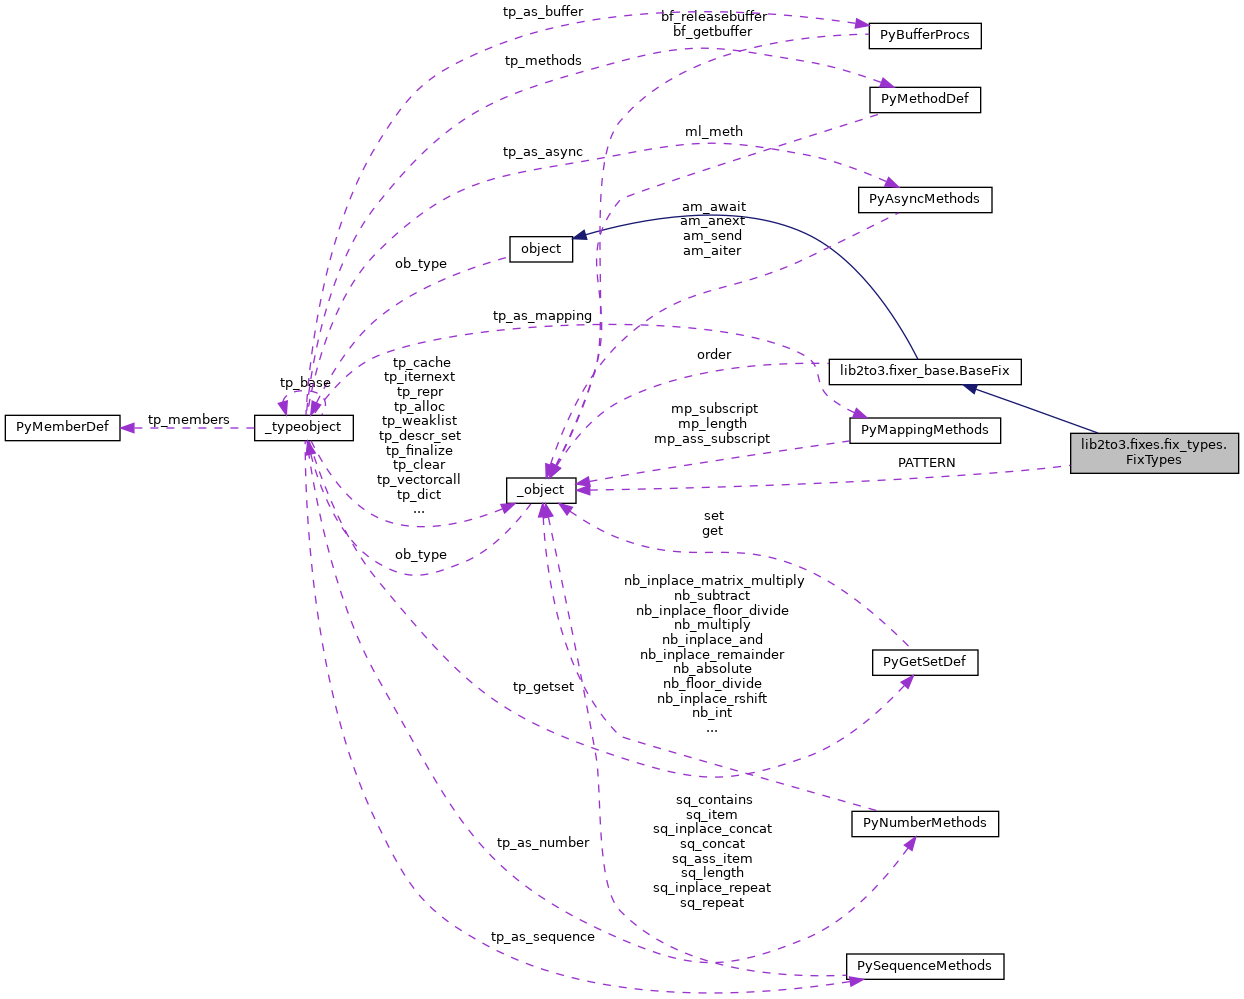 tp_as_buffer
bf_releasebuffer
bf_getbuffer
PyBufferProcs
tp_methods
PyMethodDef
ml_meth
tp_as_async
PyAsyncMethods
am_await
am_anext
am_send
am_aiter
object
ob_type
tp_as_mapping
order
lib2to3.fixer_base.BaseFix
tp_cache
tp_iternext
tp_repr
tp_alloc
tp_weaklist
tp_descr_set
tp_finalize
tp_clear
tp_vectorcall
tp_dict
...
tp_base
PyMemberDef
tp_members
_typeobject
mp_subscript
mp_length
mp_ass_subscript
PyMappingMethods
lib2to3.fixes.fix_types.
FixTypes
PATTERN
_object
set
get
ob_type
nb_inplace_matrix_multiply
nb_subtract
nb_inplace_floor_divide
nb_multiply
nb_inplace_and
nb_inplace_remainder
nb_absolute
nb_floor_divide
nb_inplace_rshift
nb_int
...
PyGetSetDef
tp_getset
sq_contains
sq_item
sq_inplace_concat
sq_concat
sq_ass_item
sq_length
sq_inplace_repeat
sq_repeat
PyNumberMethods
tp_as_number
tp_as_sequence
PySequenceMethods